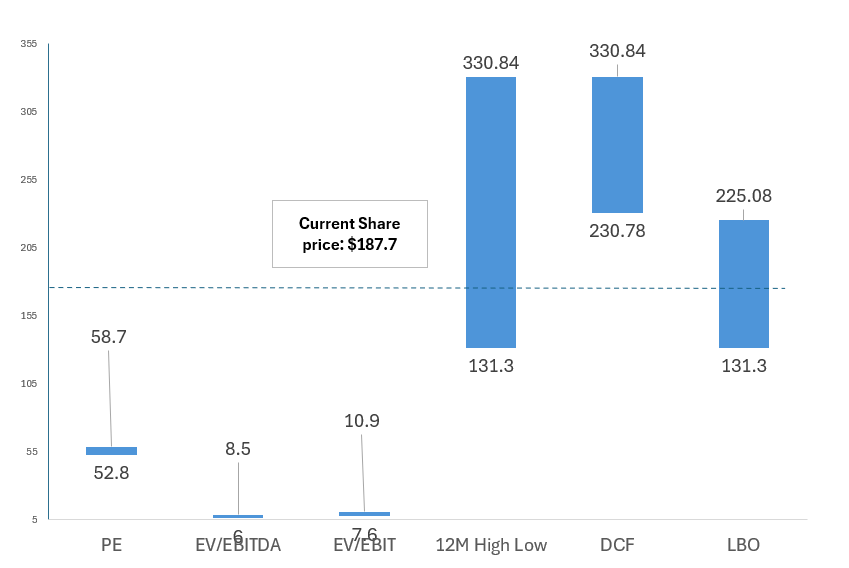 355
305
255
205
155
105
55
5
58.7
52.8
8.5
6
10.9
7.6
330.84
131.3
330.84
230.78
225.08
131.3
Current Share
price: $187.7
PE
EV/EBITDA
EV/EBIT
12M High Low
DCF
LBO